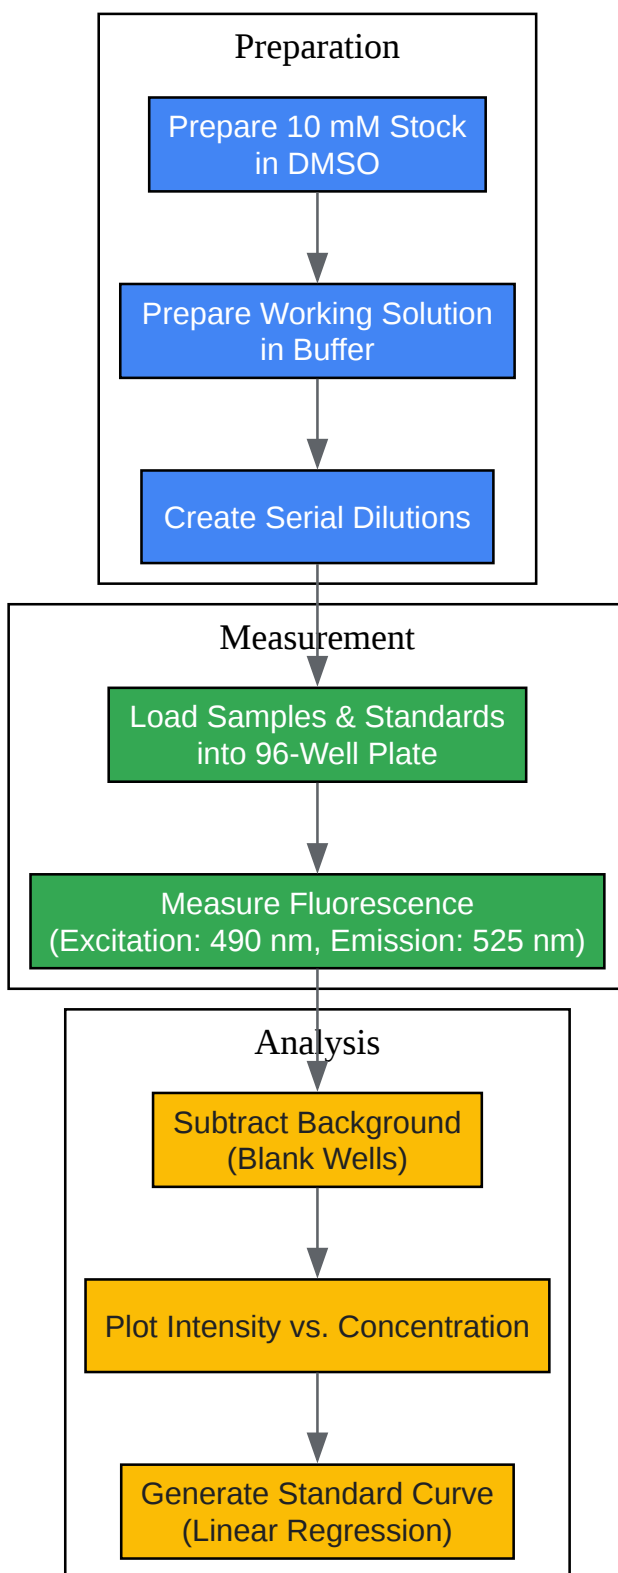 Preparation
Prepare 10 mM Stock
in DMSO
Prepare Working Solution
in Buffer
Create Serial Dilutions
Measurement
Load Samples & Standards
into 96-Well Plate
Measure Fluorescence
(Excitation: 490 nm, Emission: 525 nm)
Analysis
Subtract Background
(Blank Wells)
Plot Intensity vs. Concentration
Generate Standard Curve
(Linear Regression)